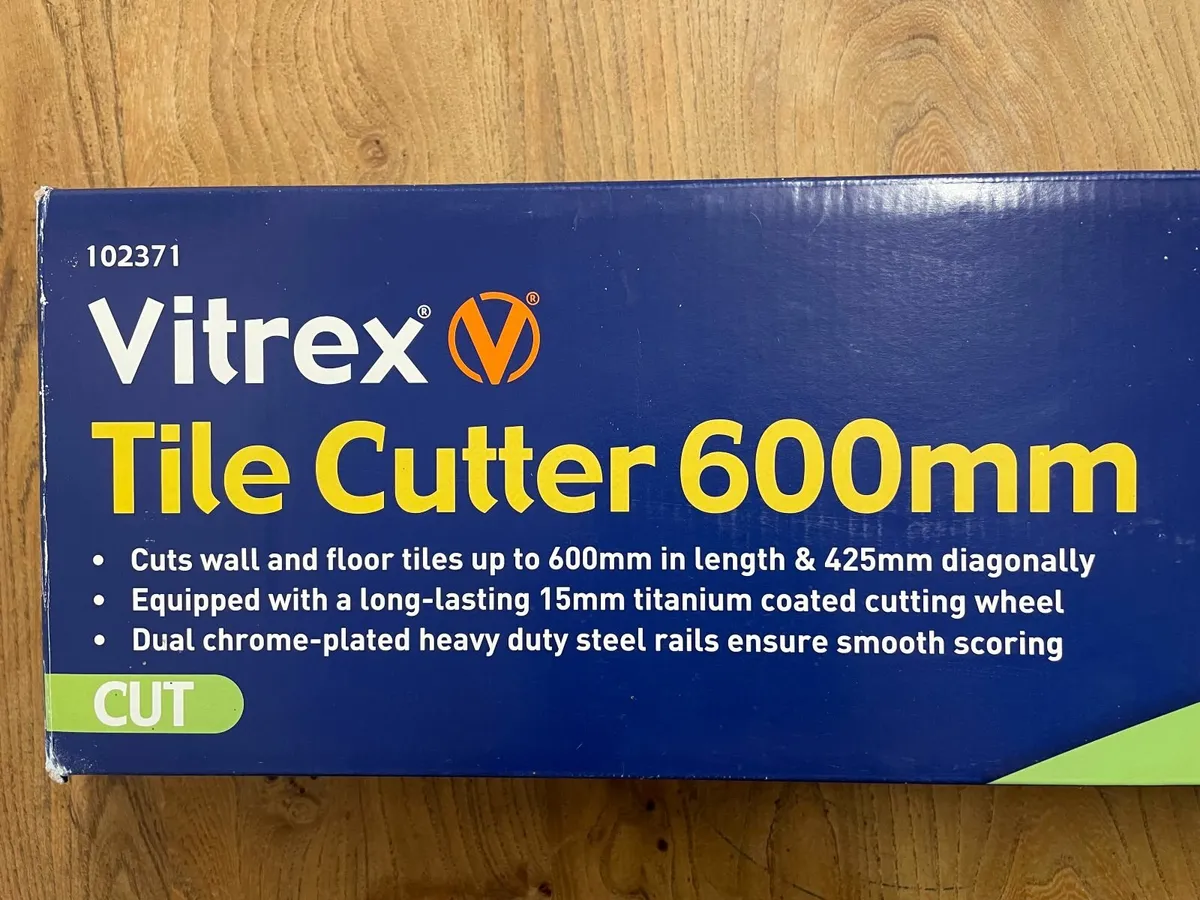 102371
Vitrex® V®
Tile Cutter 600mm
• Cuts wall and floor tiles up to 600mm in length & 425mm diagonally
• Equipped with a long-lasting 15mm titanium coated cutting wheel
• Dual chrome-plated heavy duty steel rails ensure smooth scoring
CUT